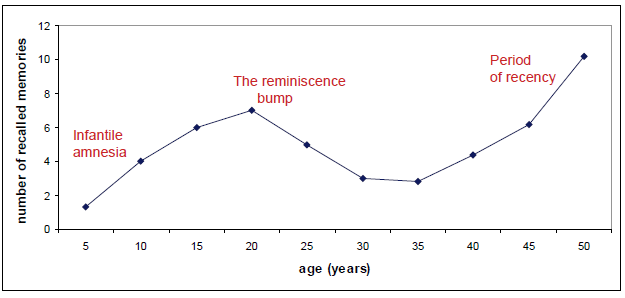 12
10
8
6
4
2
0
number of recalled memories
Infantile
amnesia
The reminiscence
bump
Period
of recency
5 10 15 20 25 30 35 40 45 50
age (years)